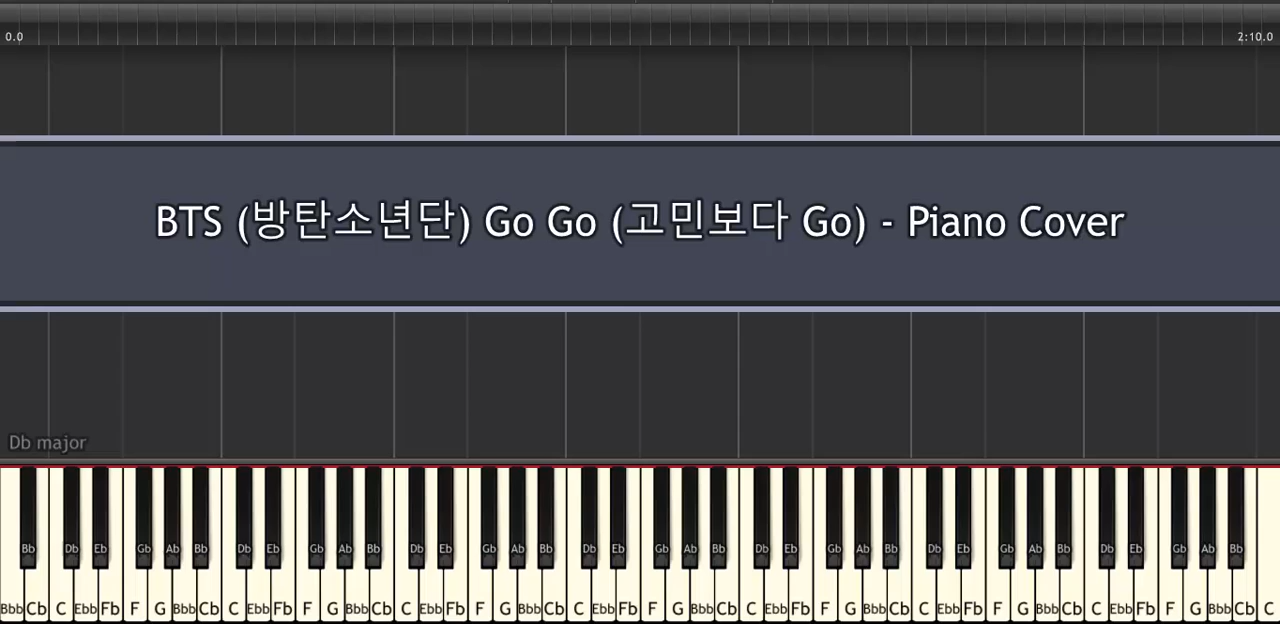 0.0 2:10.0
BTS (방탄소년단) Go Go (고민보다 Go) - Piano Cover
Db major
Bb Db Eb Gb Ab Bb Db Eb Gb Ab Bb Db Eb Gb Ab Bb Db Eb Gb Ab Bb Db Eb Gb Ab Bb Db Eb Gb Ab Bb Db Eb Gb Ab Bb
Bbb Cb C Ebb Fb F G Bbb Cb C Ebb Fb F G Bbb Cb C Ebb Fb F G Bbb Cb C Ebb Fb F G Bbb Cb C Ebb Fb F G Bbb Cb C Ebb Fb F G Bbb Cb C Ebb Fb F G Bbb Cb C